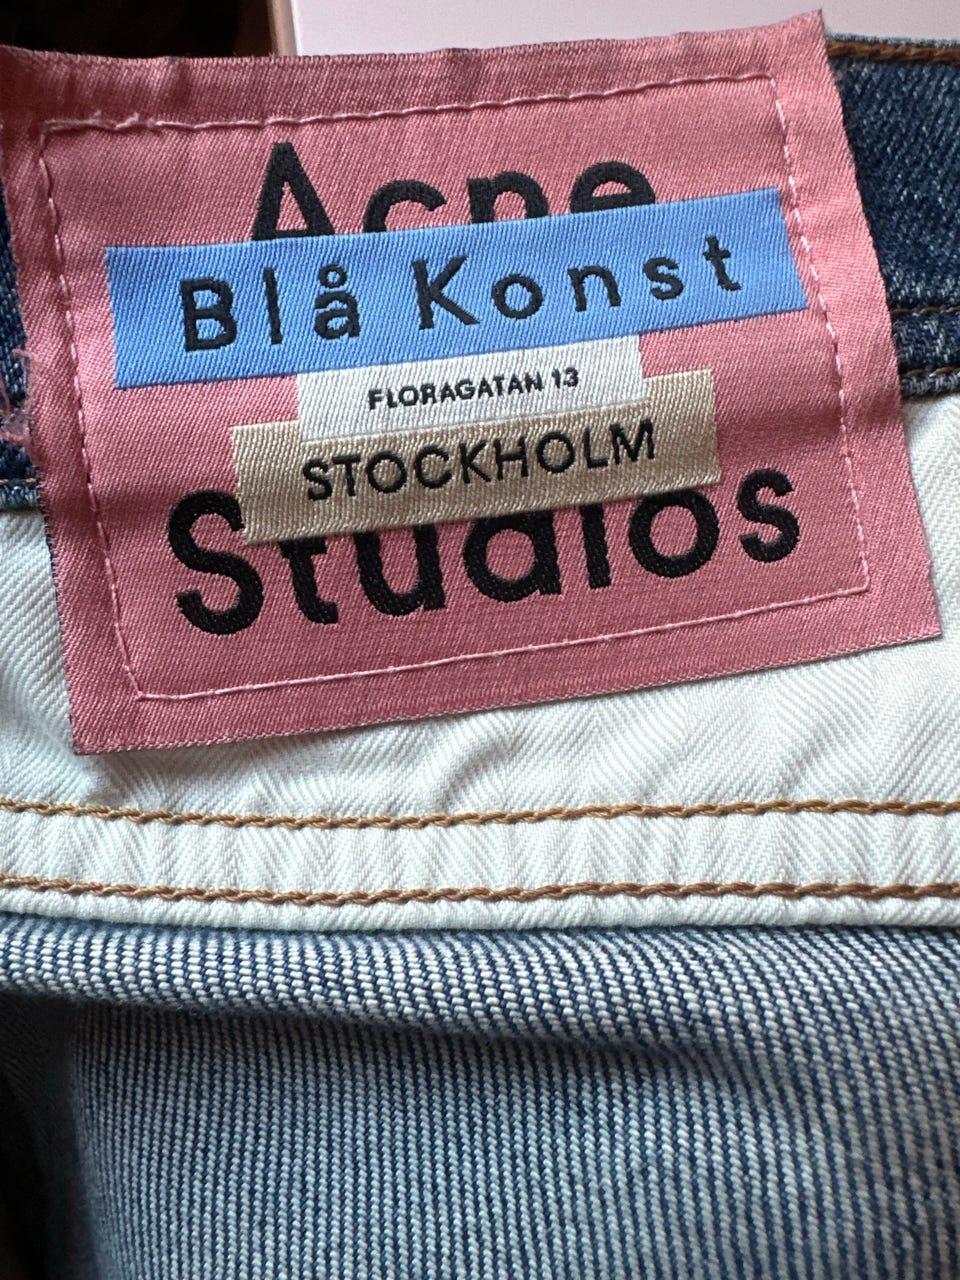 Acne
Blå Konst
FLORAGATAN 13
STOCKHOLM
Studios